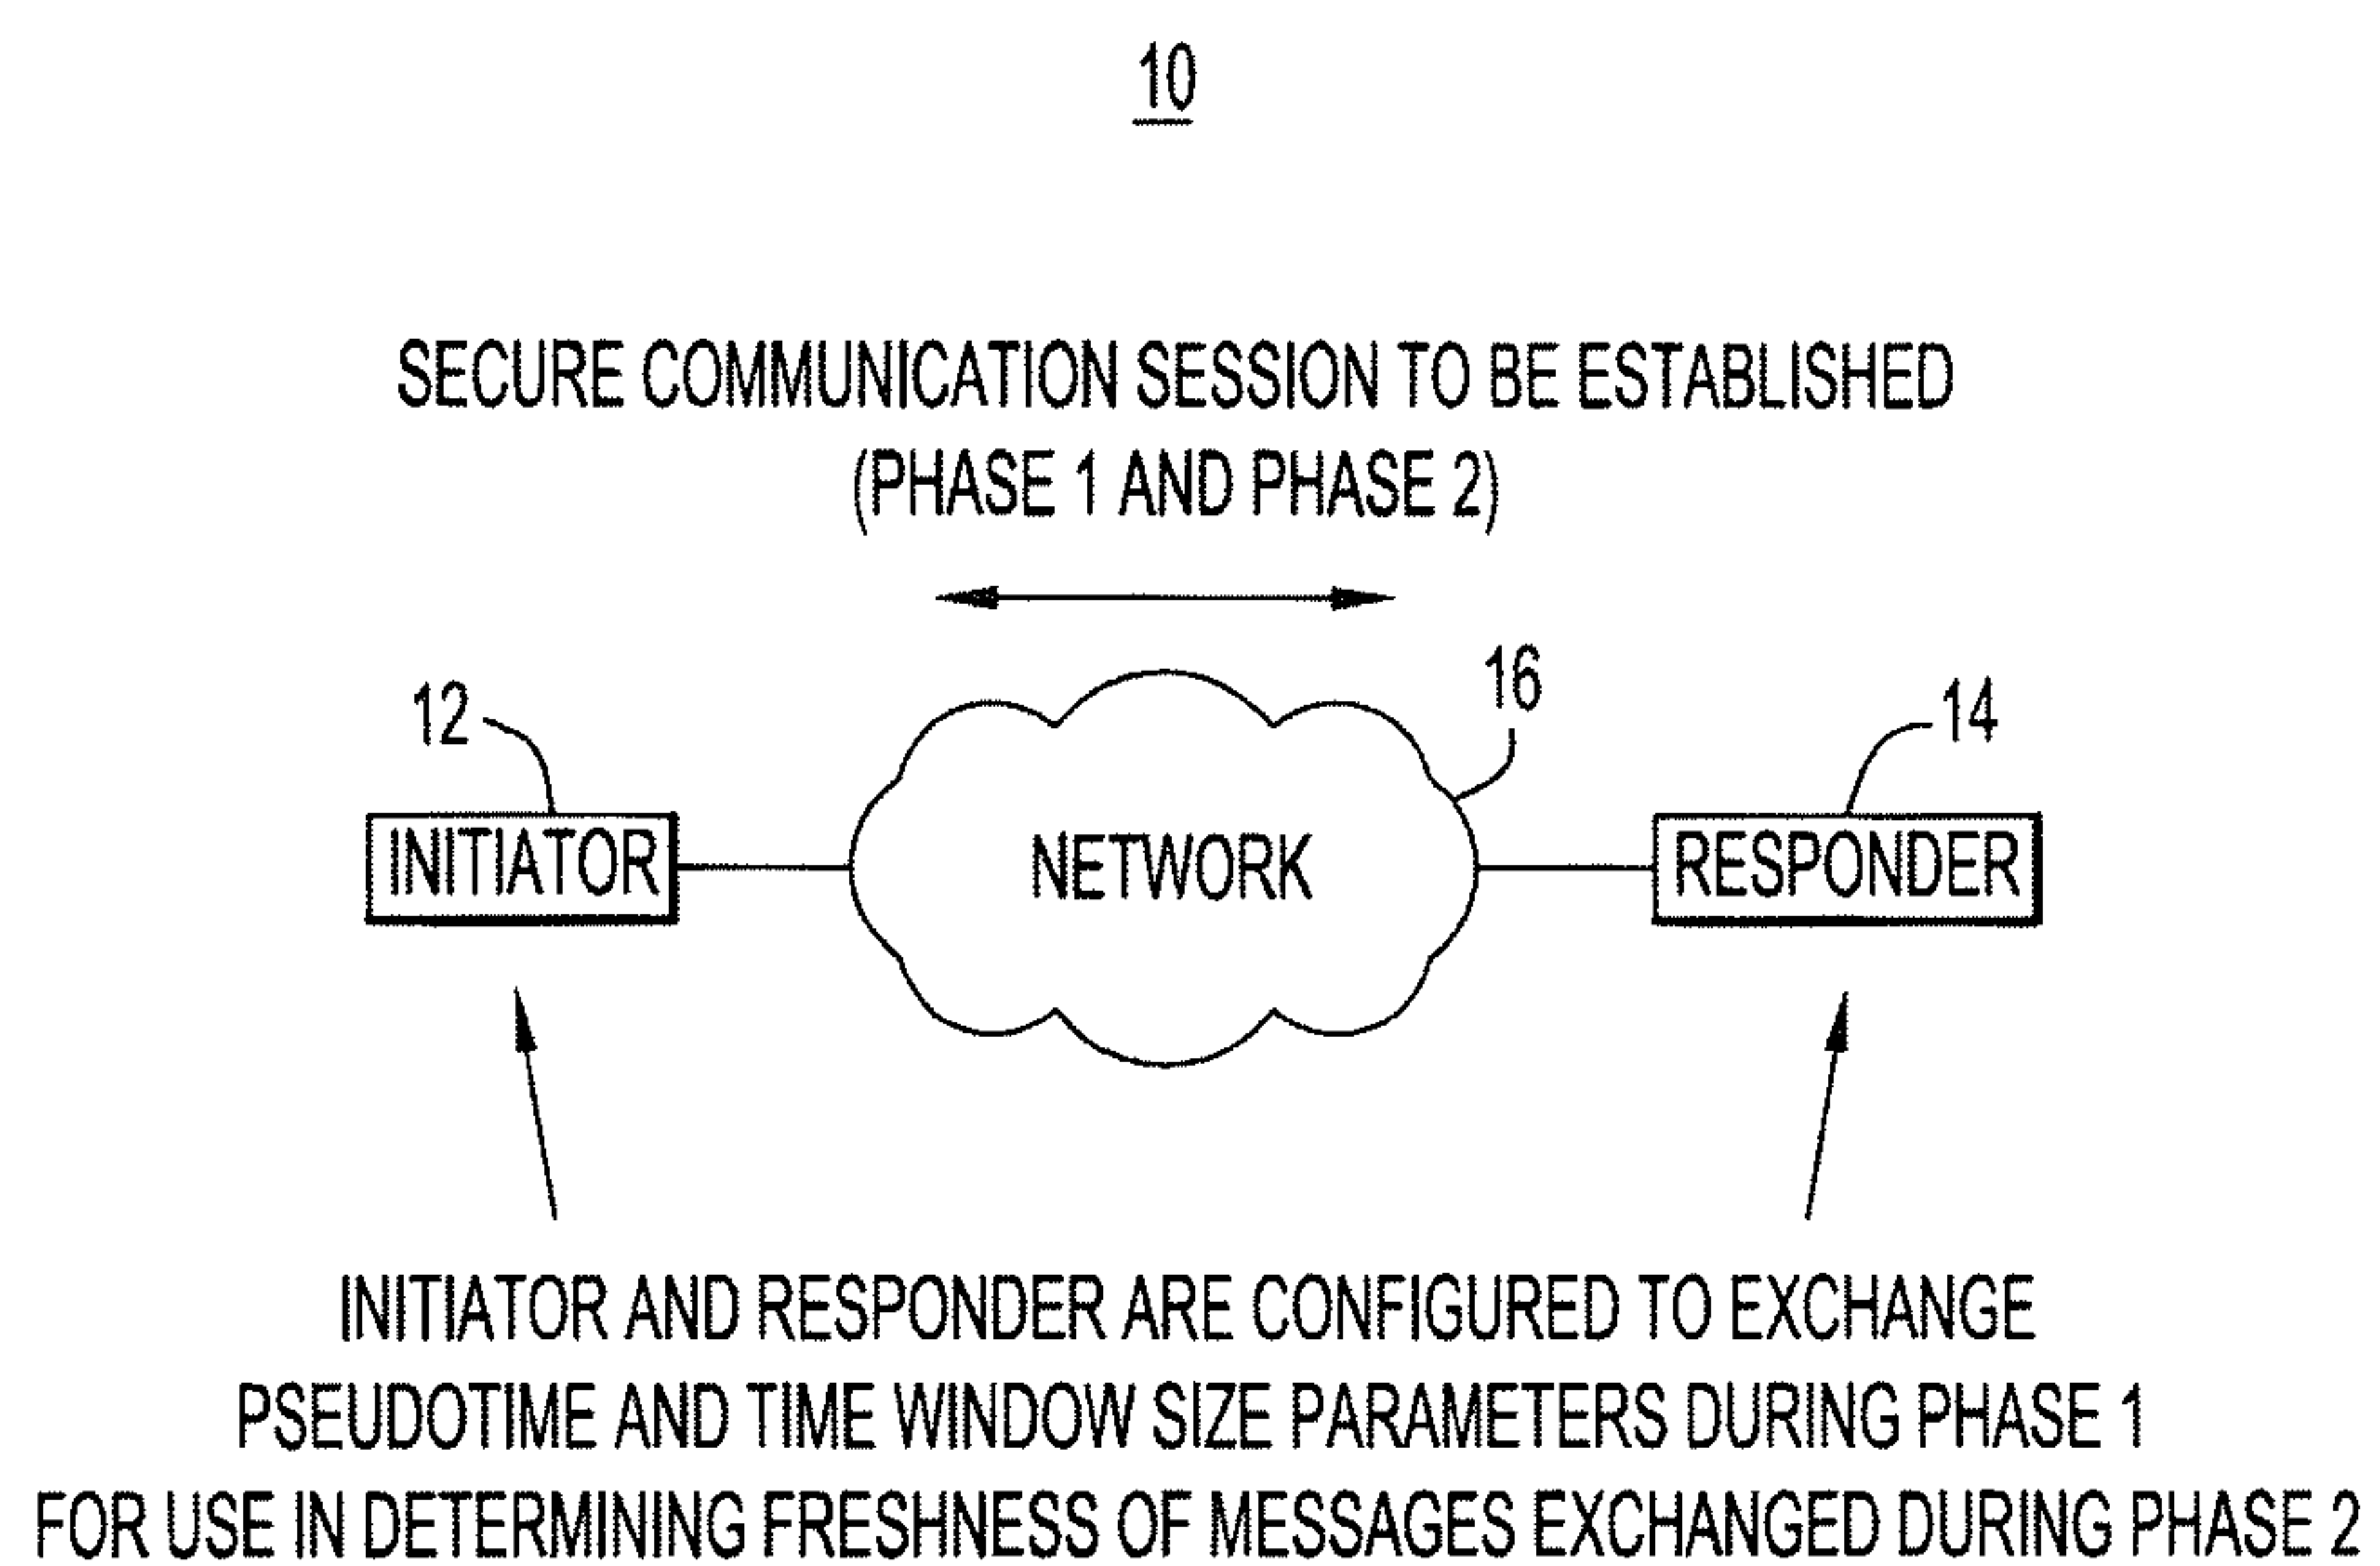 10
SECURE COMMUNICATION SESSION TO BE ESTABLISHED
(PHASE 1 AND PHASE 2)
12
16
14
INITIATOR
NETWORK
RESPONDER
INITIATOR AND RESPONDER ARE CONFIGURED TO EXCHANGE
PSEUDOTIME AND TIME WINDOW SIZE PARAMETERS DURING PHASE 1
FOR USE IN DETERMINING FRESHNESS OF MESSAGES EXCHANGED DURING PHASE 2